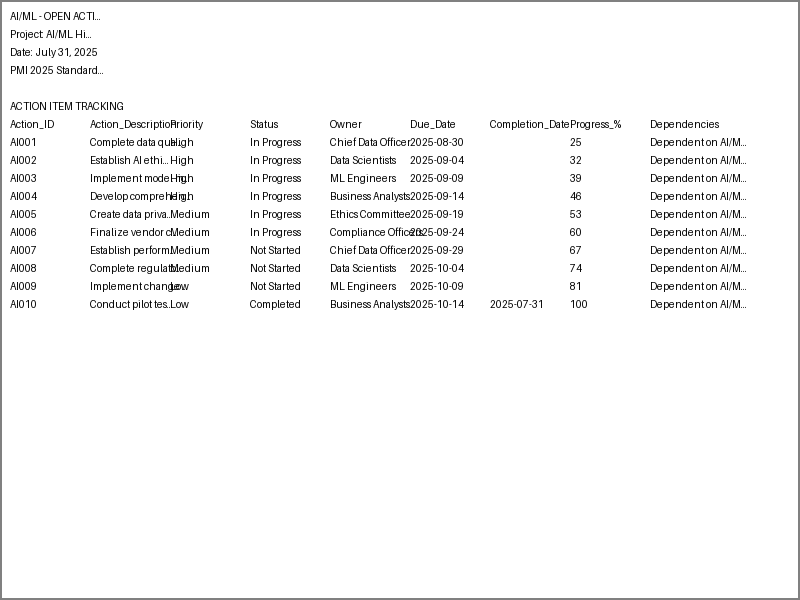 AI/ML - OPEN ACTI...
Project: AI/ML Hi...
Date: July 31, 2025
PMI 2025 Standard...
ACTION ITEM TRACKING
Action_ID Action_Description Priority Status Owner Due_Date Completion_Date Progress_% Dependencies
AI001 Complete data qu... High In Progress Chief Data Officer 2025-08-30 25 Dependent on AI/M...
AI002 Establish AI ethi... High In Progress Data Scientists 2025-09-04 32 Dependent on AI/M...
AI003 Implement model m... High In Progress ML Engineers 2025-09-09 39 Dependent on AI/M...
AI004 Develop comprehen... High In Progress Business Analysts 2025-09-14 46 Dependent on AI/M...
AI005 Create data priva... Medium In Progress Ethics Committee 2025-09-19 53 Dependent on AI/M...
AI006 Finalize vendor c... Medium In Progress Compliance Officers 2025-09-24 60 Dependent on AI/M...
AI007 Establish perform... Medium Not Started Chief Data Officer 2025-09-29 67 Dependent on AI/M...
AI008 Complete regulat... Medium Not Started Data Scientists 2025-10-04 74 Dependent on AI/M...
AI009 Implement change... Low Not Started ML Engineers 2025-10-09 81 Dependent on AI/M...
AI010 Conduct pilot tes... Low Completed Business Analysts 2025-10-14 2025-07-31 100 Dependent on AI/M...